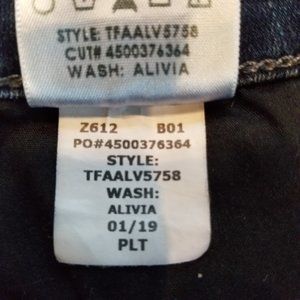 STYLE: TFAALV5758
CUT# 4500376364
WASH: ALIVIA
Z612 B01
PO#4500376364
STYLE:
TFAALV5758
WASH:
ALIVIA
01/19
PLT